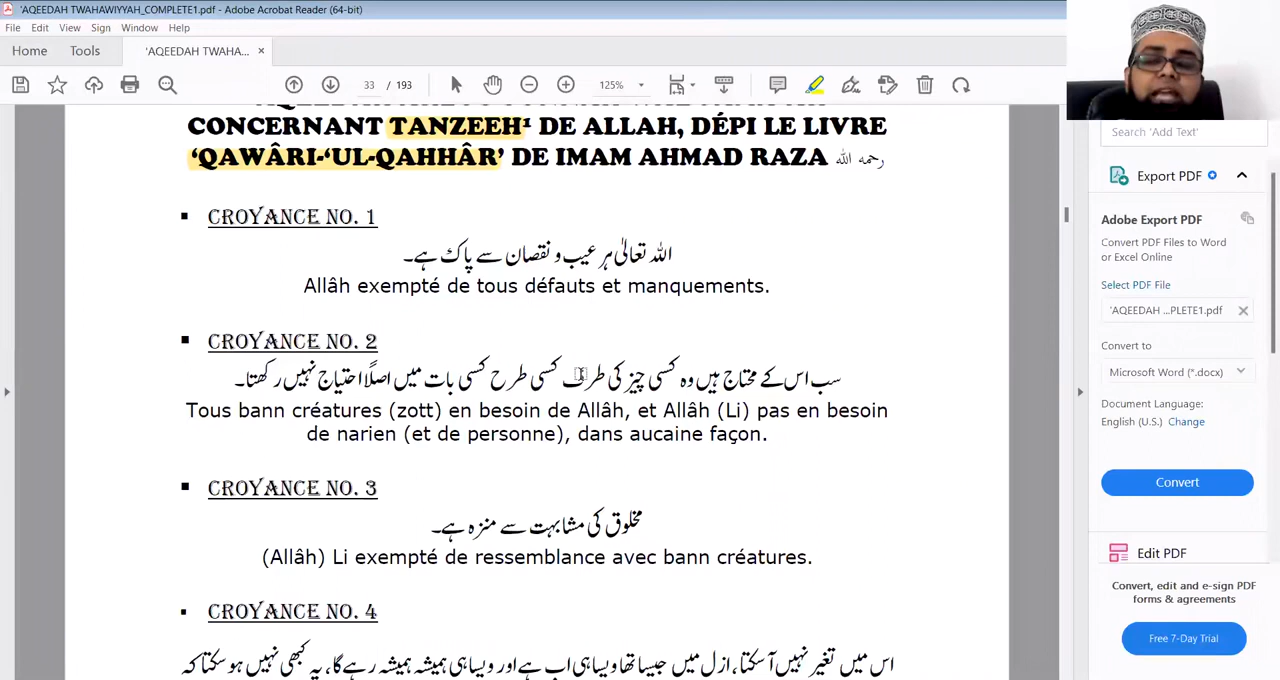 'AQEEDAH TWAHAWIYYAH_COMPLETE1.pdf - Adobe Acrobat Reader (64-bit)
File Edit View Sign Window Help
Home Tools 'AQEEDAH TWAHA... ×
33 / 193 125%
CONCERNANT TANZEEH¹ DE ALLAH, DÉPI LE LIVRE
'QAWÂRI-'UL-QAHHÂR' DE IMAM AHMAD RAZA رحمه الله
▪ CROYANCE NO. 1
اللہ تعالیٰ ہر عیب و نقصان سے پاک ہے۔
Allâh exempté de tous défauts et manquements.
▪ CROYANCE NO. 2
سب اس کے محتاج ہیں وہ کسی چیز کی طرف کسی طرح کسی بات میں اصلاً احتیاج نہیں رکھتا۔
Tous bann créatures (zott) en besoin de Allâh, et Allâh (Li) pas en besoin
de narien (et de personne), dans aucaine façon.
▪ CROYANCE NO. 3
مخلوق کی مشابہت سے منزہ ہے۔
(Allâh) Li exempté de ressemblance avec bann créatures.
▪ CROYANCE NO. 4
اس میں تغیر نہیں آسکتا، ازل میں جیسا تھا ویسا ہی اب ہے اور ویسا ہی ہمیشہ ہمیشہ رہے گا، یہ کبھی نہیں ہو سکتا کہ
Search 'Add Text'
Export PDF
Adobe Export PDF
Convert PDF Files to Word
or Excel Online
Select PDF File
'AQEEDAH ...PLETE1.pdf ×
Convert to
Microsoft Word (*.docx)
Document Language:
English (U.S.) Change
Convert
Edit PDF
Convert, edit and e-sign PDF
forms & agreements
Free 7-Day Trial